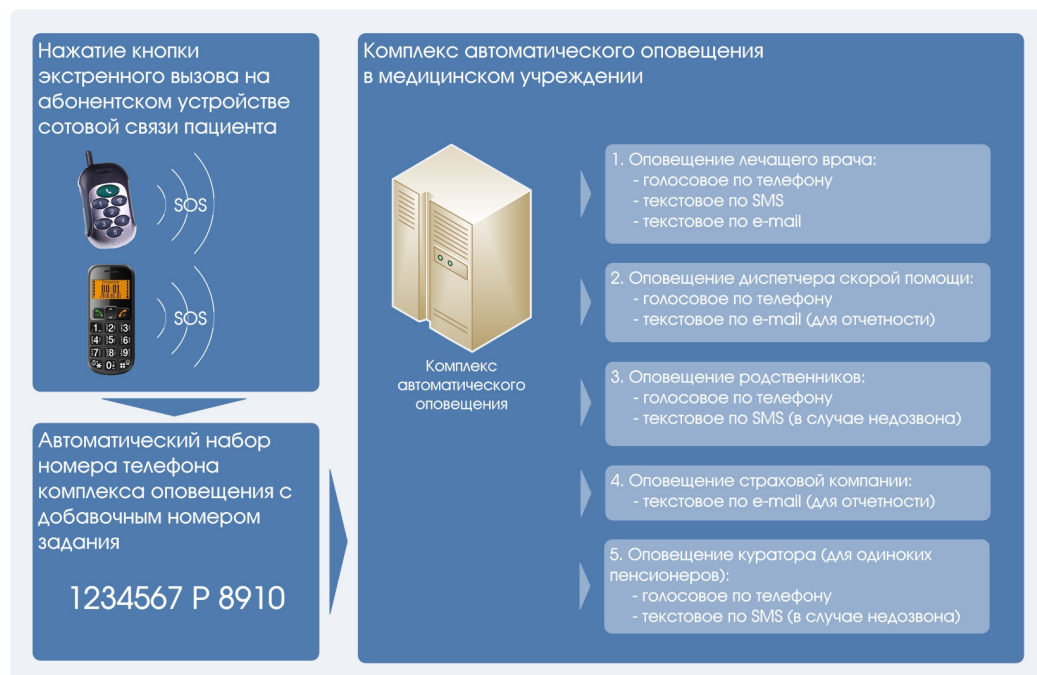 Нажатие кнопки
экстренного вызова на
абонентском устройстве
сотовой связи пациента
SOS
SOS
Автоматический набор
номера телефона
комплекса оповещения с
добавочным номером
задания
1234567 P 8910
Комплекс автоматического оповещения
в медицинском учреждении
Комплекс
автоматического
оповещения
1. Оповещение лечащего врача:
- голосовое по телефону
- текстовое по SMS
- текстовое по e-mail
2. Оповещение диспетчера скорой помощи:
- голосовое по телефону
- текстовое по e-mail (для отчетности)
3. Оповещение родственников:
- голосовое по телефону
- текстовое по SMS (в случае недозвона)
4. Оповещение страховой компании:
- текстовое по e-mail (для отчетности)
5. Оповещение куратора (для одиноких
пенсионеров):
- голосовое по телефону
- текстовое по SMS (в случае недозвона)